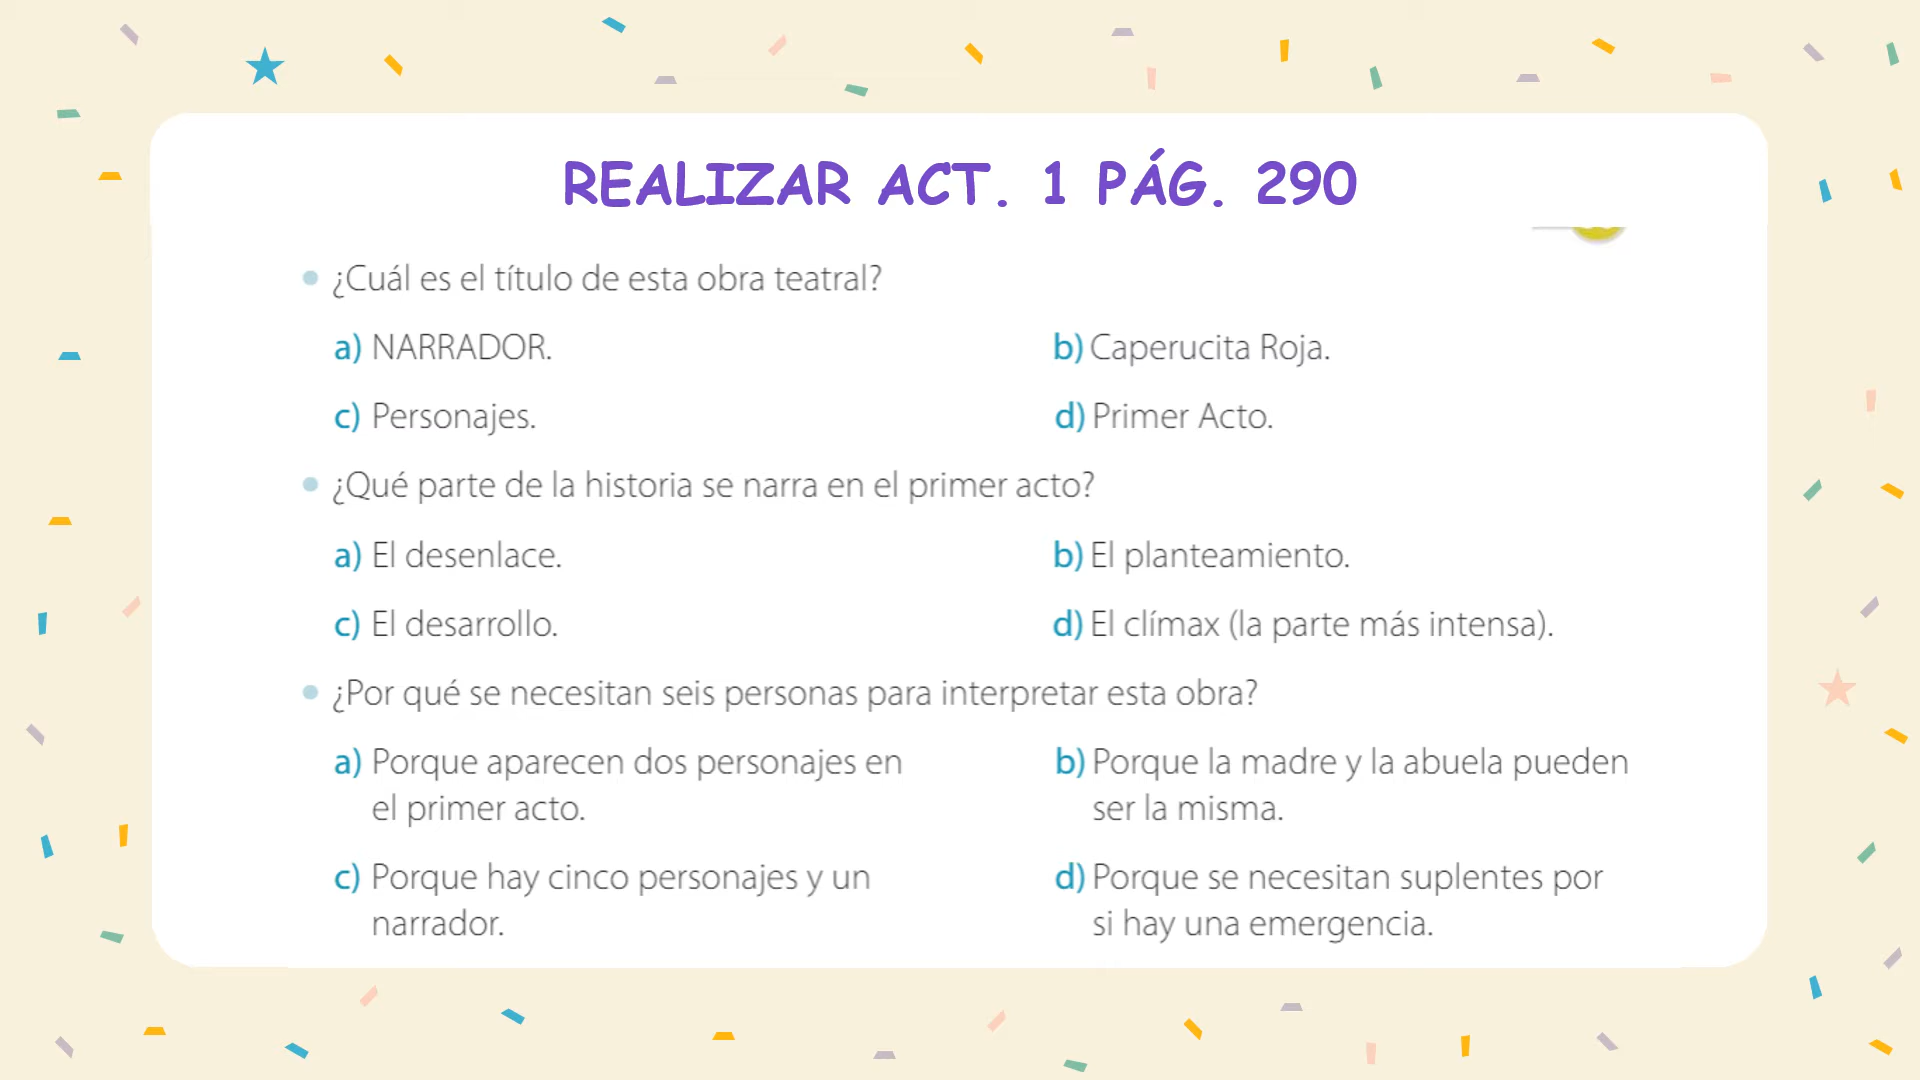 REALIZAR ACT. 1 PÁG. 290
• ¿Cuál es el título de esta obra teatral?
a) NARRADOR.
b) Caperucita Roja.
c) Personajes.
d) Primer Acto.
• ¿Qué parte de la historia se narra en el primer acto?
a) El desenlace.
b) El planteamiento.
c) El desarrollo.
d) El clímax (la parte más intensa).
• ¿Por qué se necesitan seis personas para interpretar esta obra?
a) Porque aparecen dos personajes en
el primer acto.
b) Porque la madre y la abuela pueden
ser la misma.
c) Porque hay cinco personajes y un
narrador.
d) Porque se necesitan suplentes por
si hay una emergencia.